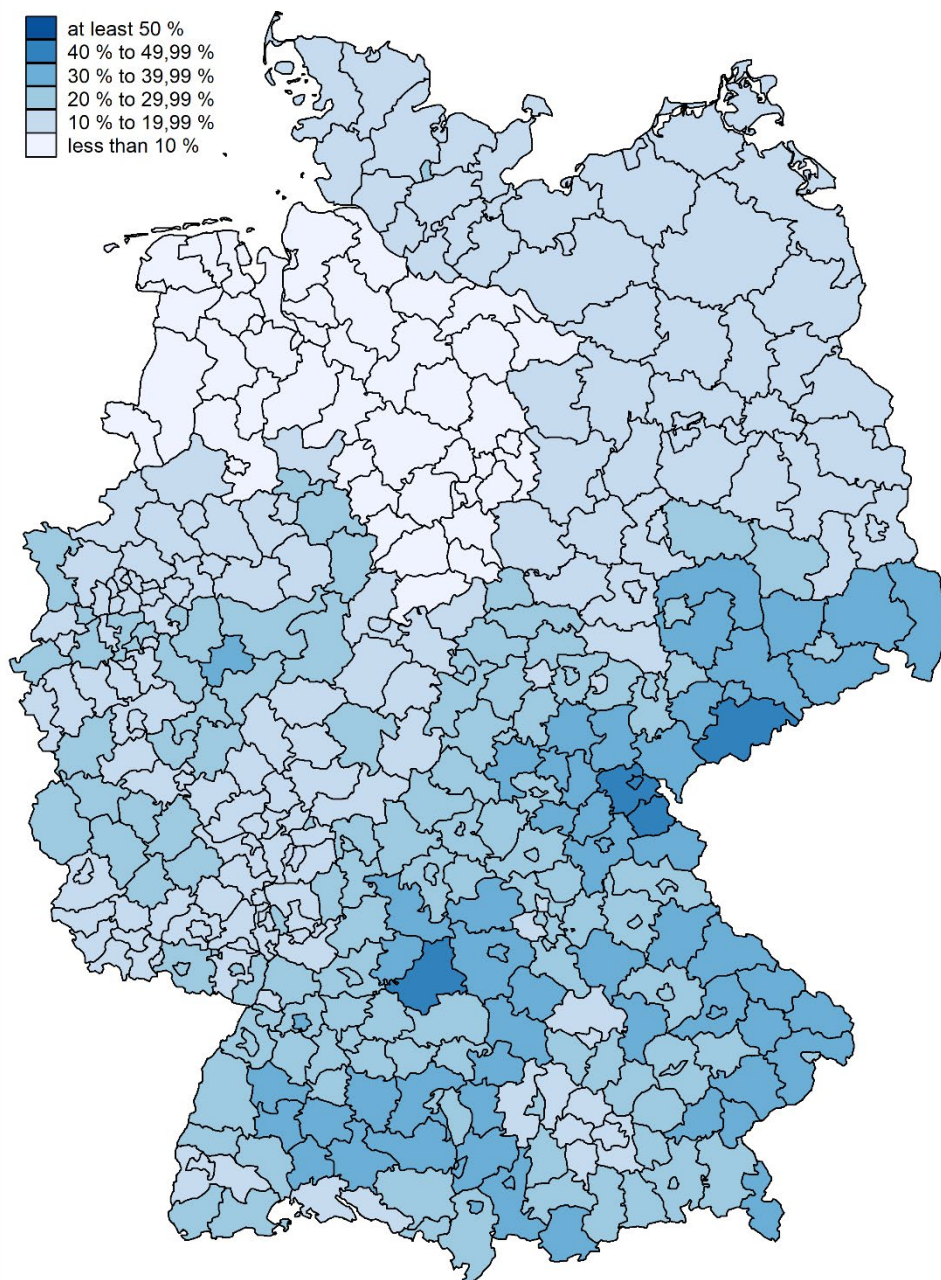 at least 50 %
40 % to 49,99 %
30 % to 39,99 %
20 % to 29,99 %
10 % to 19,99 %
less than 10 %